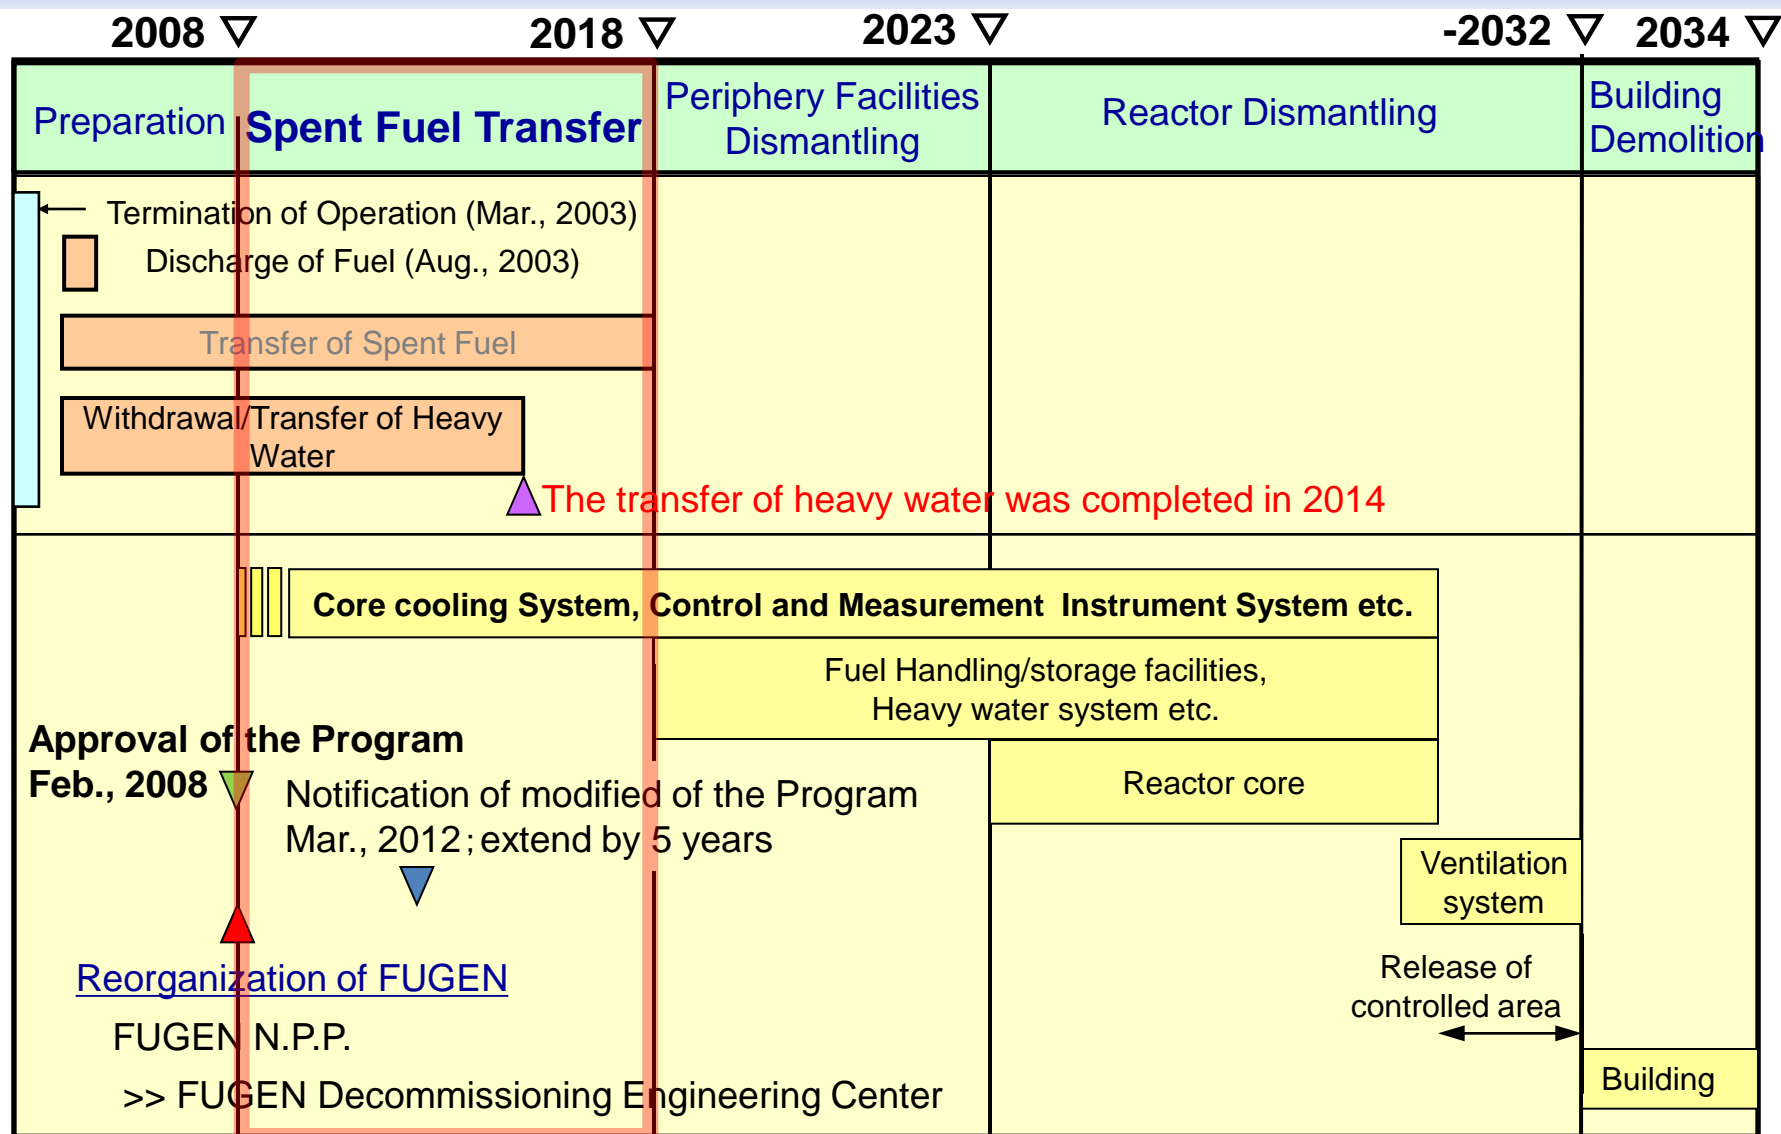 2008 ▽ 2018 ▽ 2023 ▽ -2032 ▽ 2034 ▽
Preparation
Spent Fuel Transfer
Periphery Facilities
Dismantling
Reactor Dismantling
Building
Demolition
Termination of Operation (Mar., 2003)
Discharge of Fuel (Aug., 2003)
Transfer of Spent Fuel
Withdrawal/Transfer of Heavy
Water
The transfer of heavy water was completed in 2014
Core cooling System, Control and Measurement Instrument System etc.
Fuel Handling/storage facilities,
Heavy water system etc.
Approval of the Program
Feb., 2008
Reactor core
Notification of modified of the Program
Mar., 2012 ; extend by 5 years
Ventilation
system
Release of
controlled area
Reorganization of FUGEN
FUGEN N.P.P.
>> FUGEN Decommissioning Engineering Center
Building